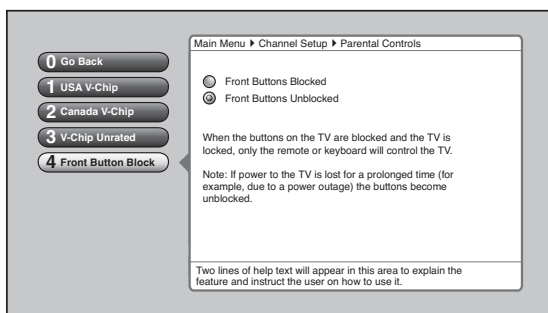 0 Go Back
1 USA V-Chip
2 Canada V-Chip
3 V-Chip Unrated
4 Front Button Block
Main Menu ▶ Channel Setup ▶ Parental Controls
Front Buttons Blocked
Front Buttons Unblocked
When the buttons on the TV are blocked and the TV is
locked, only the remote or keyboard will control the TV.
Note: If power to the TV is lost for a prolonged time (for
example, due to a power outage) the buttons become
unblocked.
Two lines of help text will appear in this area to explain the
feature and instruct the user on how to use it.